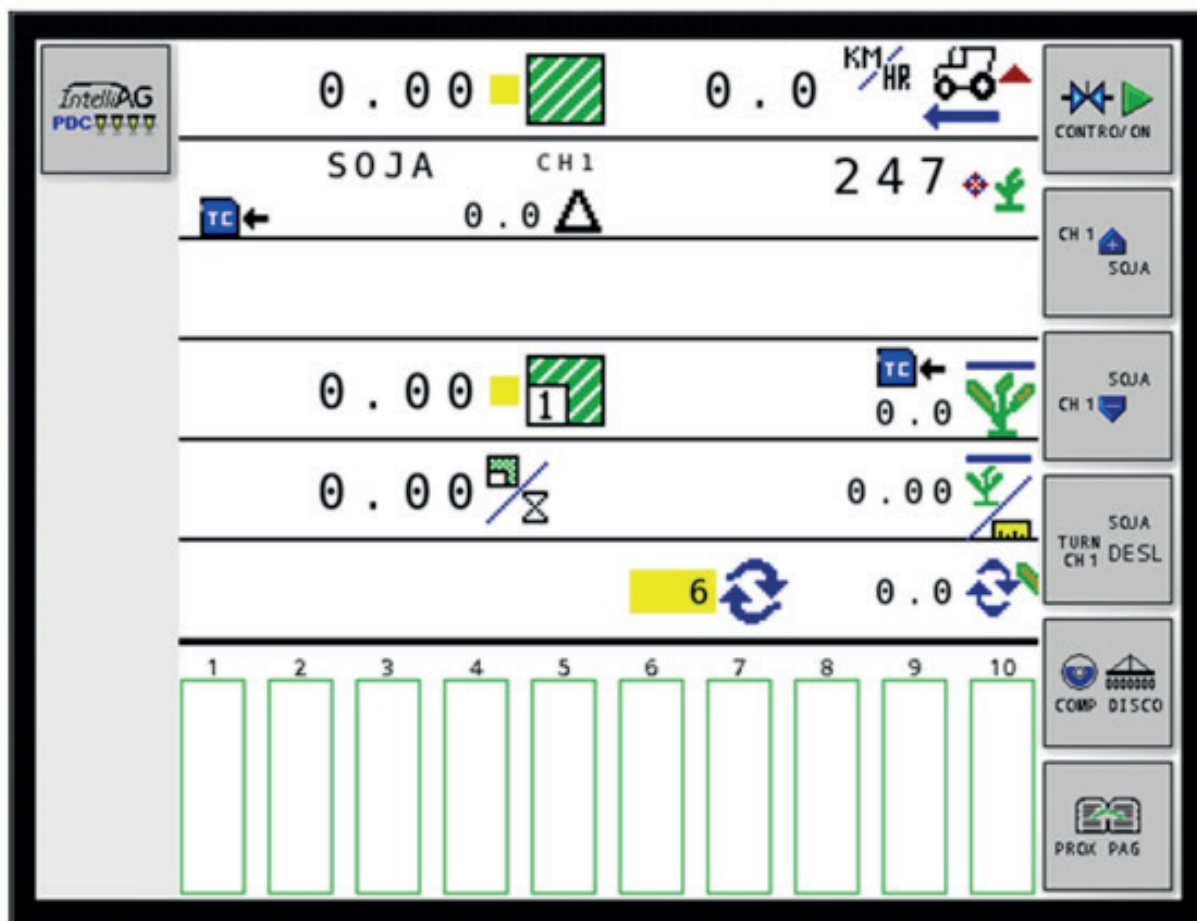 IntelliAG
PDC
0.00
0.0 KM/HR
CONTRO/ON
SOJA CH1
247
TC
0.0
CH 1
SOJA
0.00
1
TC
0.0
SOJA
CH 1
0.00
0.00
SOJA
TURN
CH 1 DESL
6
0.0
1 2 3 4 5 6 7 8 9 10
COMP DISCO
PROX PAG